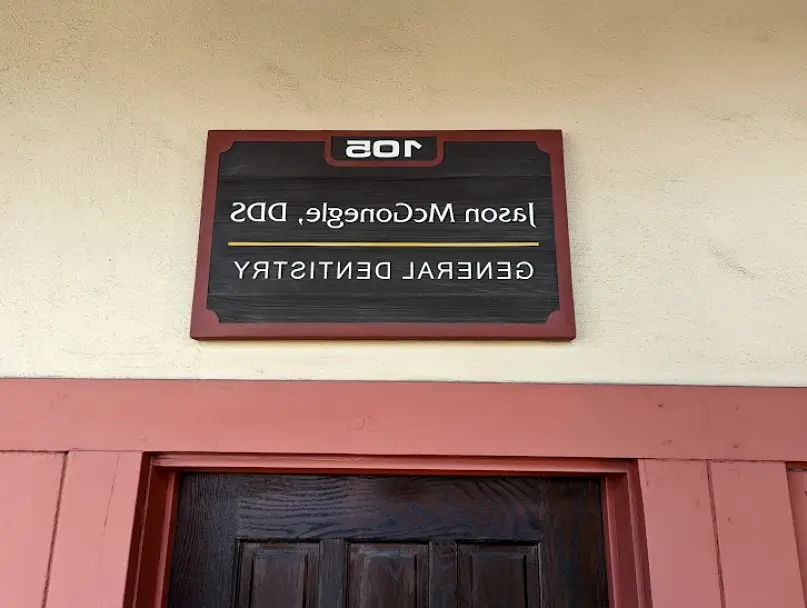 105
Jason McGonegle, DDS
GENERAL DENTISTRY